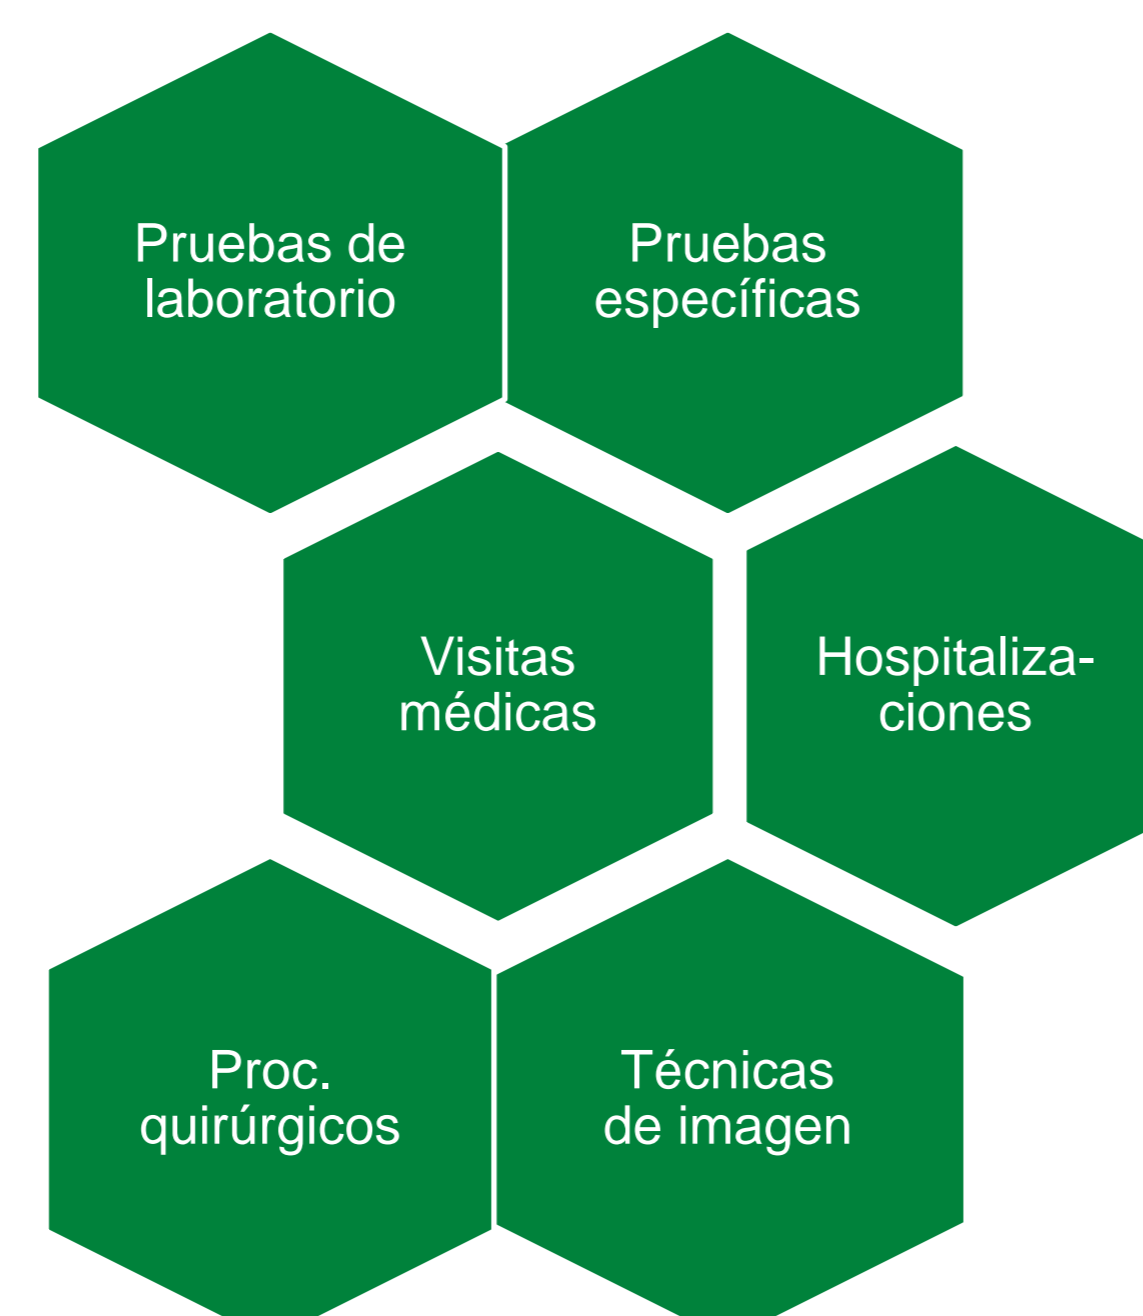 Pruebas de
laboratorio
Pruebas
específicas
Visitas
médicas
Hospitaliza-
ciones
Proc.
quirúrgicos
Técnicas
de imagen